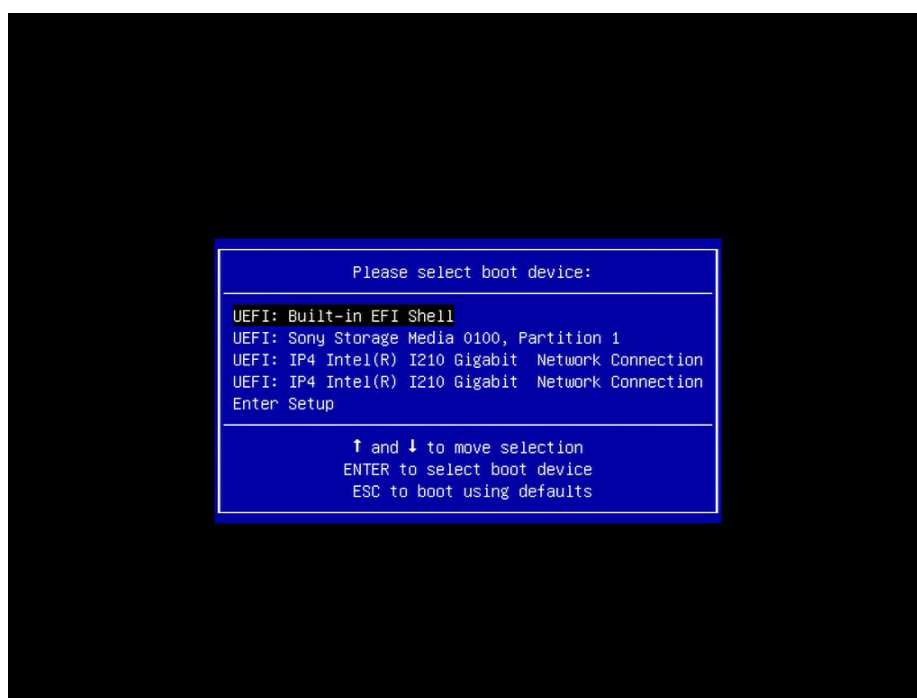 Please select boot device:
UEFI: Built-in EFI Shell
UEFI: Sony Storage Media 0100, Partition 1
UEFI: IP4 Intel(R) I210 Gigabit  Network Connection
UEFI: IP4 Intel(R) I210 Gigabit  Network Connection
Enter Setup
↑ and ↓ to move selection
ENTER to select boot device
ESC to boot using defaults